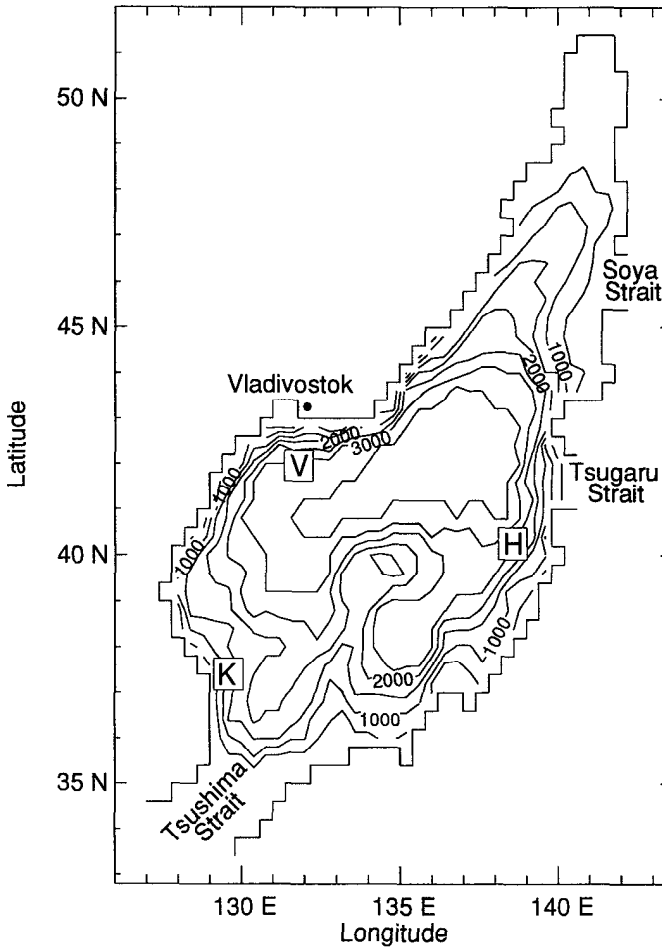 50 N
45 N
40 N
35 N
Latitude
130 E
135 E
140 E
Longitude
Soya
Strait
1000
2000
Vladivostok
2000
3000
V
1000
Tsugaru
Strait
H
1000
K
1000
2000
1000
Tsushima
Strait